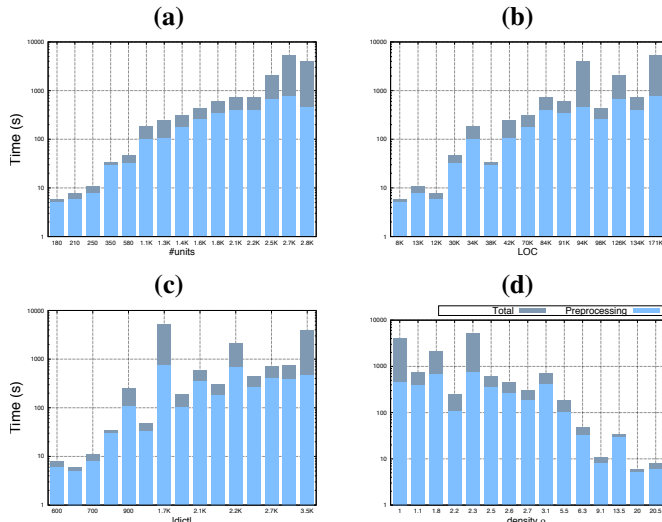 (a)
(b)
10000
1000
100
10
1
Time (s)
180 210 250 350 580 1.1K 1.3K 1.4K 1.6K 1.8K 2.1K 2.2K 2.5K 2.7K 2.8K
#units
10000
1000
100
10
1
8K 13K 12K 30K 34K 38K 42K 70K 84K 91K 94K 98K 126K 134K 171K
LOC
(c)
(d)
10000
1000
100
10
1
Time (s)
600 700 900 1.7K 2.1K 2.2K 2.7K 3.5K
|dict|
Total Preprocessing
10000
1000
100
10
1
1 1.1 1.8 2.2 2.3 2.5 2.6 2.7 3.1 5.5 6.3 9.1 13.5 20 20.5
density ρ